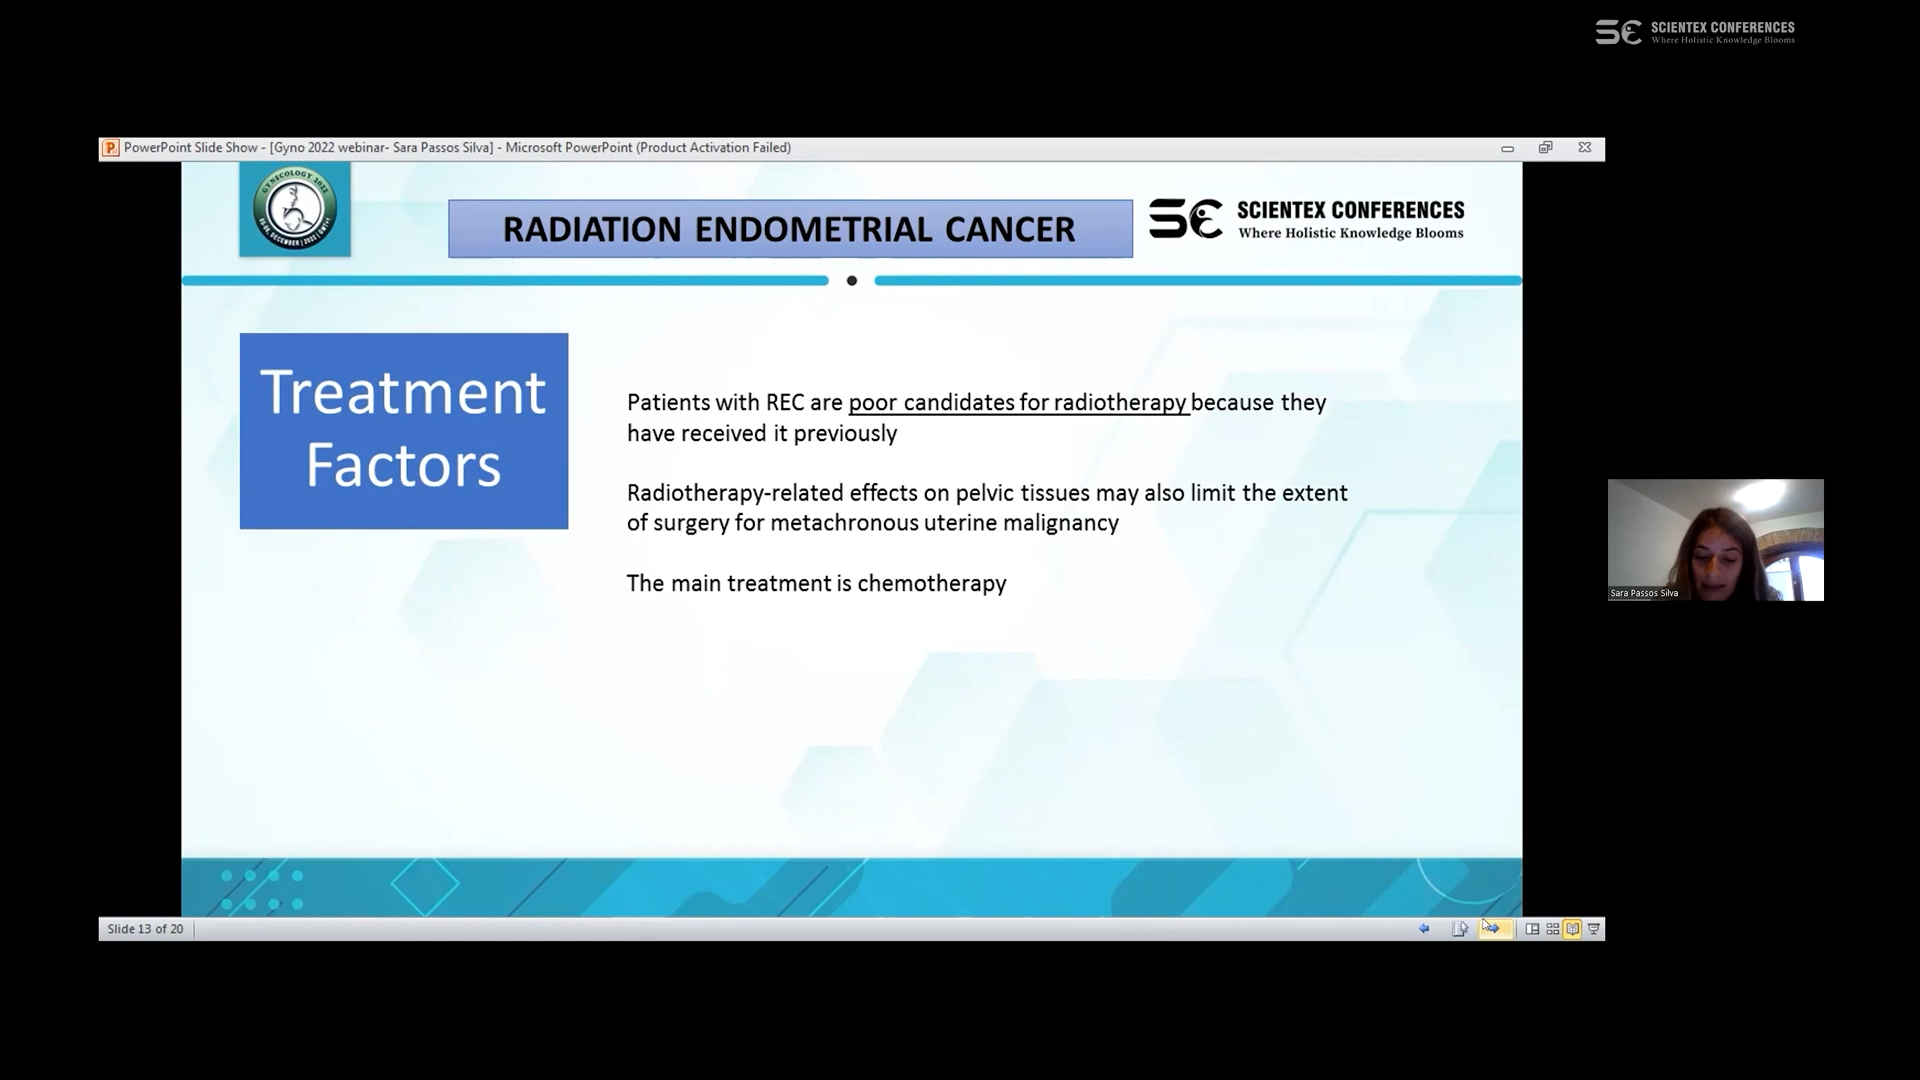 SCIENTEX CONFERENCES
Where Holistic Knowledge Blooms
PowerPoint Slide Show - [Gyno 2022 webinar- Sara Passos Silva] - Microsoft PowerPoint (Product Activation Failed)
GYNECOLOGY 2022
RADIATION ENDOMETRIAL CANCER
SCIENTEX CONFERENCES
Where Holistic Knowledge Blooms
Treatment
Factors
Patients with REC are poor candidates for radiotherapy because they
have received it previously
Radiotherapy-related effects on pelvic tissues may also limit the extent
of surgery for metachronous uterine malignancy
The main treatment is chemotherapy
Sara Passos Silva
Slide 13 of 20